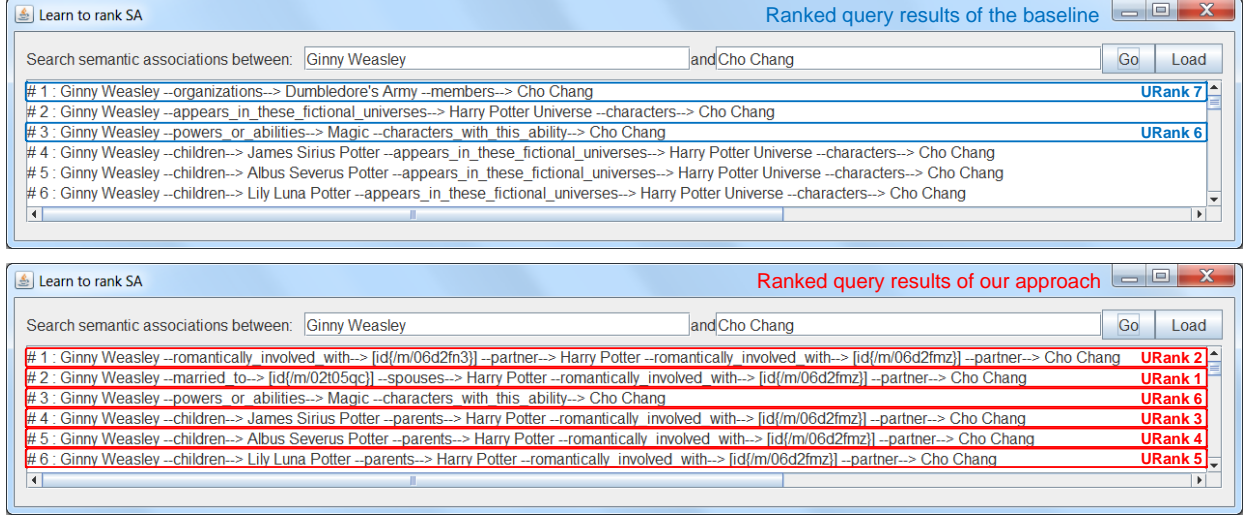 Learn to rank SA
Ranked query results of the baseline
Search semantic associations between: Ginny Weasley and Cho Chang Go Load
# 1 : Ginny Weasley --organizations--> Dumbledore's Army --members--> Cho Chang URank 7
# 2 : Ginny Weasley --appears_in_these_fictional_universes--> Harry Potter Universe --characters--> Cho Chang
# 3 : Ginny Weasley --powers_or_abilities--> Magic --characters_with_this_ability--> Cho Chang URank 6
# 4 : Ginny Weasley --children--> James Sirius Potter --appears_in_these_fictional_universes--> Harry Potter Universe --characters--> Cho Chang
# 5 : Ginny Weasley --children--> Albus Severus Potter --appears_in_these_fictional_universes--> Harry Potter Universe --characters--> Cho Chang
# 6 : Ginny Weasley --children--> Lily Luna Potter --appears_in_these_fictional_universes--> Harry Potter Universe --characters--> Cho Chang
Learn to rank SA
Ranked query results of our approach
Search semantic associations between: Ginny Weasley and Cho Chang Go Load
# 1 : Ginny Weasley --romantically_involved_with--> [id{/m/06d2fn3}] --partner--> Harry Potter --romantically_involved_with--> [id{/m/06d2fmz}] --partner--> Cho Chang URank 2
# 2 : Ginny Weasley --married_to--> [id{/m/02t05qc}] --spouses--> Harry Potter --romantically_involved_with--> [id{/m/06d2fmz}] --partner--> Cho Chang URank 1
# 3 : Ginny Weasley --powers_or_abilities--> Magic --characters_with_this_ability--> Cho Chang URank 6
# 4 : Ginny Weasley --children--> James Sirius Potter --parents--> Harry Potter --romantically_involved_with--> [id{/m/06d2fmz}] --partner--> Cho Chang URank 3
# 5 : Ginny Weasley --children--> Albus Severus Potter --parents--> Harry Potter --romantically_involved_with--> [id{/m/06d2fmz}] --partner--> Cho Chang URank 4
# 6 : Ginny Weasley --children--> Lily Luna Potter --parents--> Harry Potter --romantically_involved_with--> [id{/m/06d2fmz}] --partner--> Cho Chang URank 5